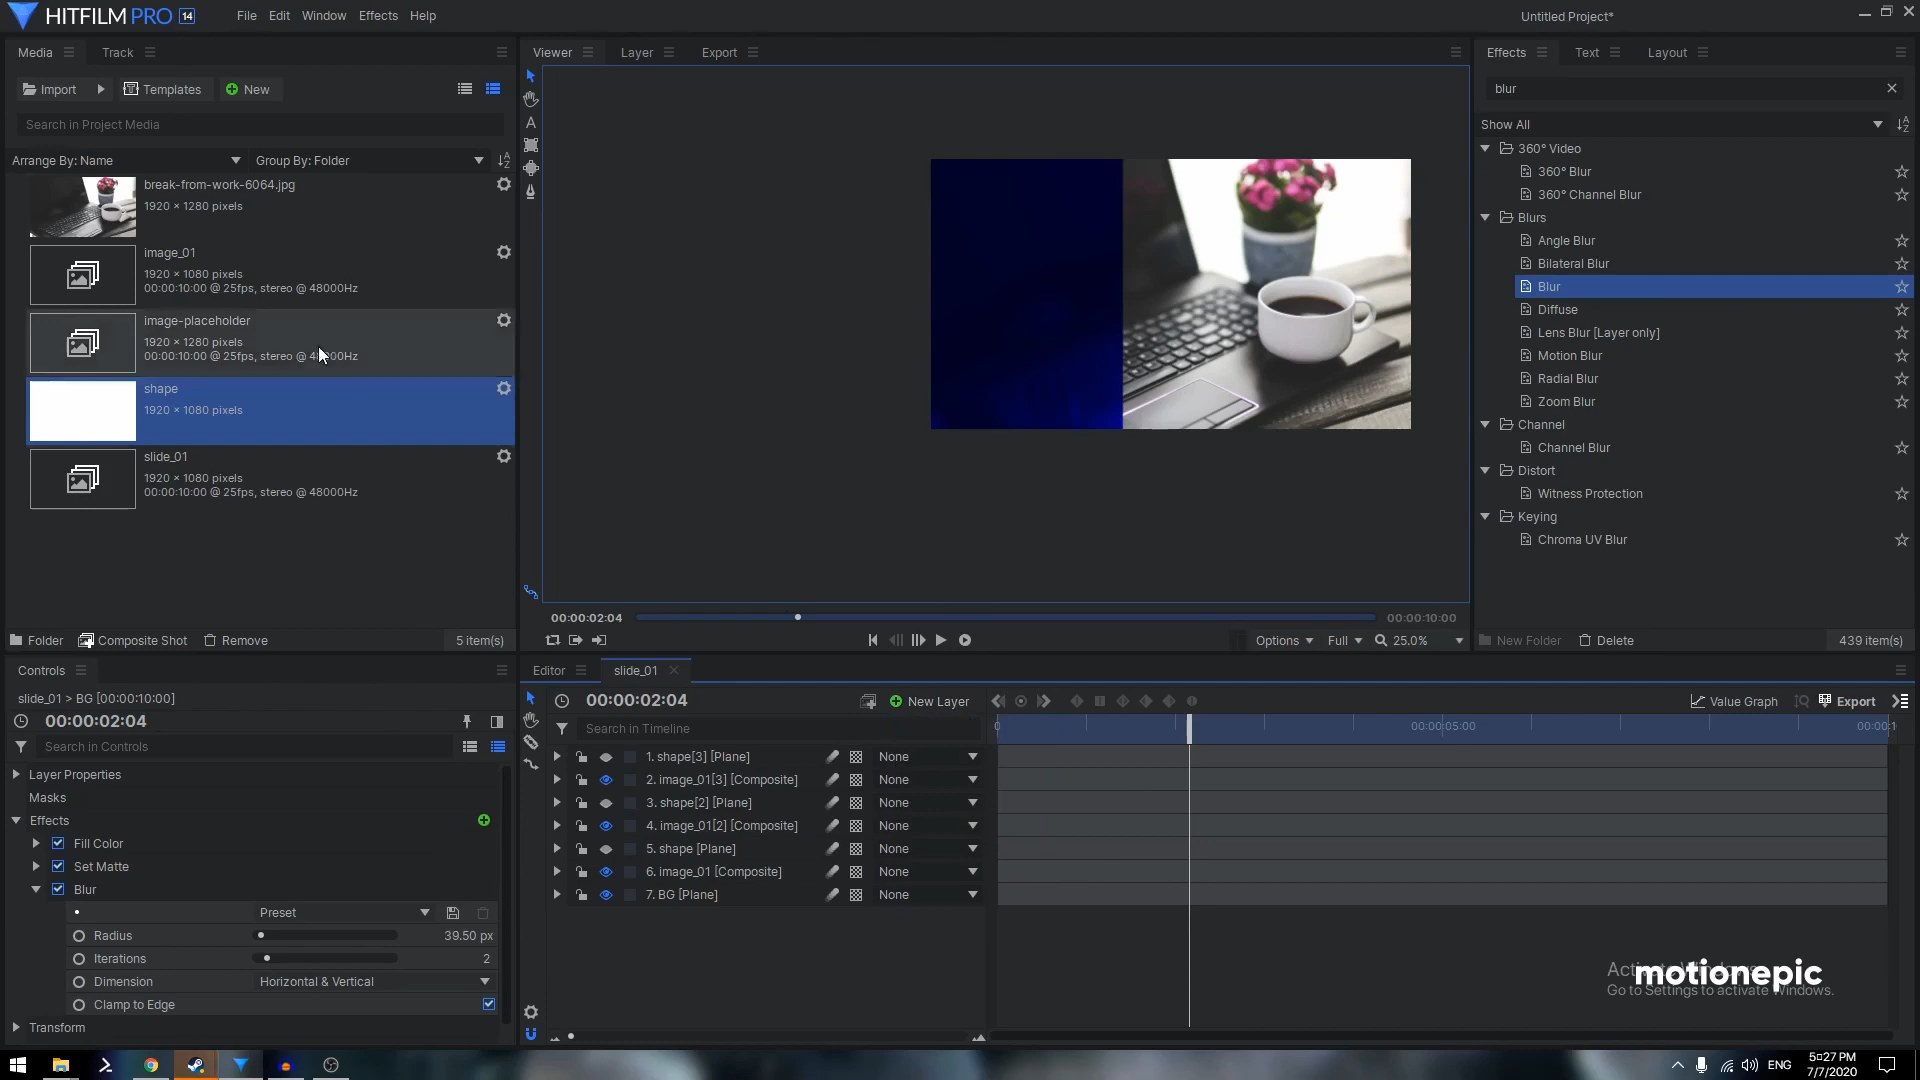 HITFILM PRO 14
File Edit Window Effects Help
Untitled Project*
Media Track
Import Templates New
Search in Project Media
Arrange By: Name Group By: Folder
break-from-work-6064.jpg
1920 × 1280 pixels
image_01
1920 × 1080 pixels
00:00:10:00 @ 25fps, stereo @ 48000Hz
image-placeholder
1920 × 1280 pixels
00:00:10:00 @ 25fps, stereo @ 48000Hz
shape
1920 × 1080 pixels
slide_01
1920 × 1080 pixels
00:00:10:00 @ 25fps, stereo @ 48000Hz
Folder Composite Shot Remove 5 item(s)
Viewer Layer Export
A
00:00:02:04 00:00:10:00
Options Full 25.0%
Effects Text Layout
blur
Show All
360° Video
360° Blur
360° Channel Blur
Blurs
Angle Blur
Bilateral Blur
Blur
Diffuse
Lens Blur [Layer only]
Motion Blur
Radial Blur
Zoom Blur
Channel
Channel Blur
Distort
Witness Protection
Keying
Chroma UV Blur
New Folder Delete 439 item(s)
Controls
slide_01 > BG [00:00:10:00]
00:00:02:04
Search in Controls
Layer Properties
Masks
Effects
Fill Color
Set Matte
Blur
Preset
Radius 39.50 px
Iterations 2
Dimension Horizontal & Vertical
Clamp to Edge
Transform
Editor slide_01
00:00:02:04 New Layer Value Graph Export
Search in Timeline 0 00:00:05:00 00:00:1
1. shape[3] [Plane] None
2. image_01[3] [Composite] None
3. shape[2] [Plane] None
4. image_01[2] [Composite] None
5. shape [Plane] None
6. image_01 [Composite] None
7. BG [Plane] None
motionepic
Go to Settings to activate Windows.
ENG
5:27 PM
7/7/2020